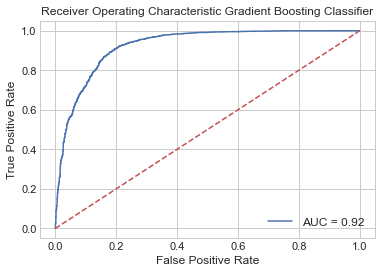 Receiver Operating Characteristic Gradient Boosting Classifier
1.0
0.8
0.6
0.4
0.2
0.0
True Positive Rate
AUC = 0.92
0.0 0.2 0.4 0.6 0.8 1.0
False Positive Rate